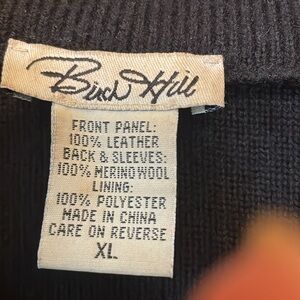 Birch Hill
FRONT PANEL:
100% LEATHER
BACK & SLEEVES:
100% MERINO WOOL
LINING:
100% POLYESTER
MADE IN CHINA
CARE ON REVERSE
XL